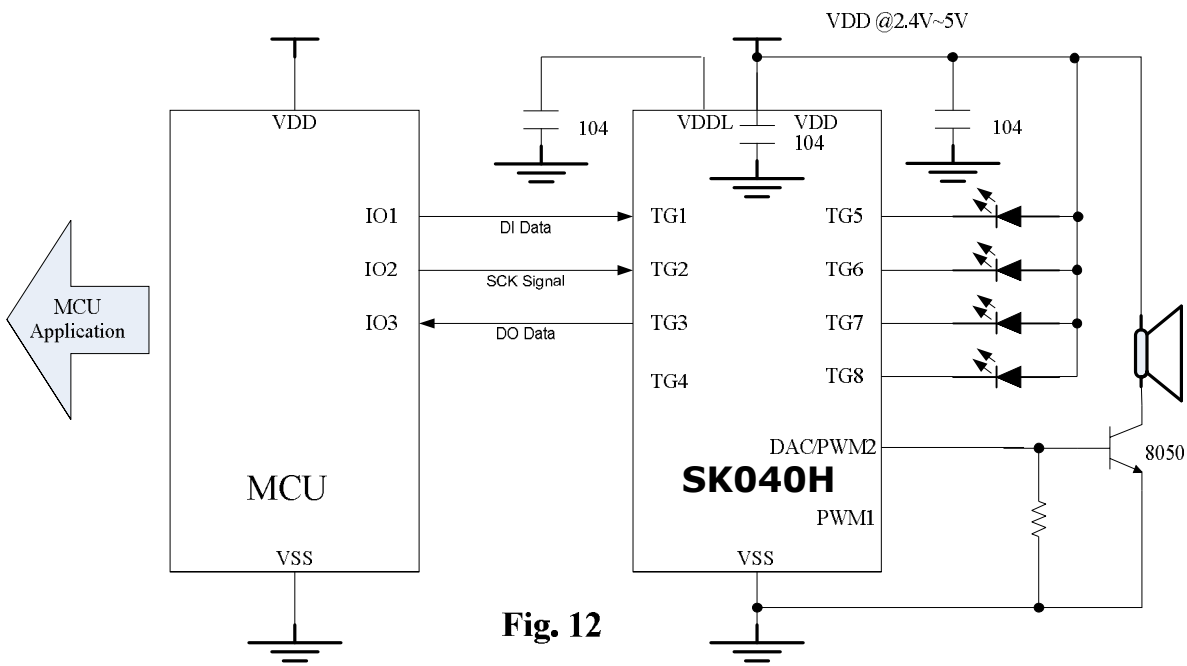 VDD @2.4V~5V
VDD
104
VDDL
VDD
104
104
IO1
DI Data
TG1
TG5
IO2
SCK Signal
TG2
TG6
MCU
Application
IO3
DO Data
TG3
TG7
TG4
TG8
DAC/PWM2
8050
MCU
SK040H
PWM1
VSS
VSS
Fig. 12